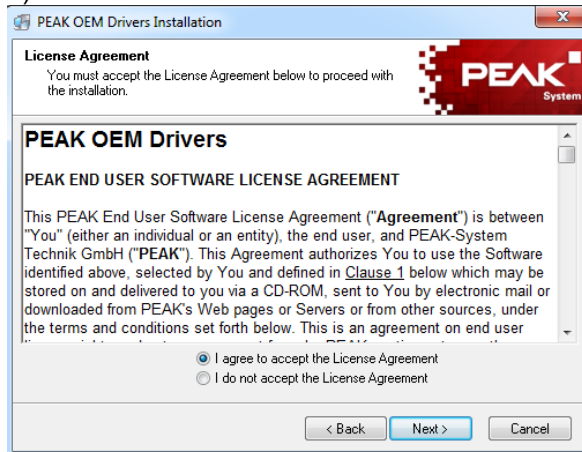 PEAK OEM Drivers Installation
License Agreement
You must accept the License Agreement below to proceed with
the installation.
PEAK
System
PEAK OEM Drivers
PEAK END USER SOFTWARE LICENSE AGREEMENT
This PEAK End User Software License Agreement ("Agreement") is between
"You" (either an individual or an entity), the end user, and PEAK-System
Technik GmbH ("PEAK"). This Agreement authorizes You to use the Software
identified above, selected by You and defined in Clause 1 below which may be
stored on and delivered to you via a CD-ROM, sent to You by electronic mail or
downloaded from PEAK's Web pages or Servers or from other sources, under
the terms and conditions set forth below. This is an agreement on end user
I agree to accept the License Agreement
I do not accept the License Agreement
< Back
Next >
Cancel